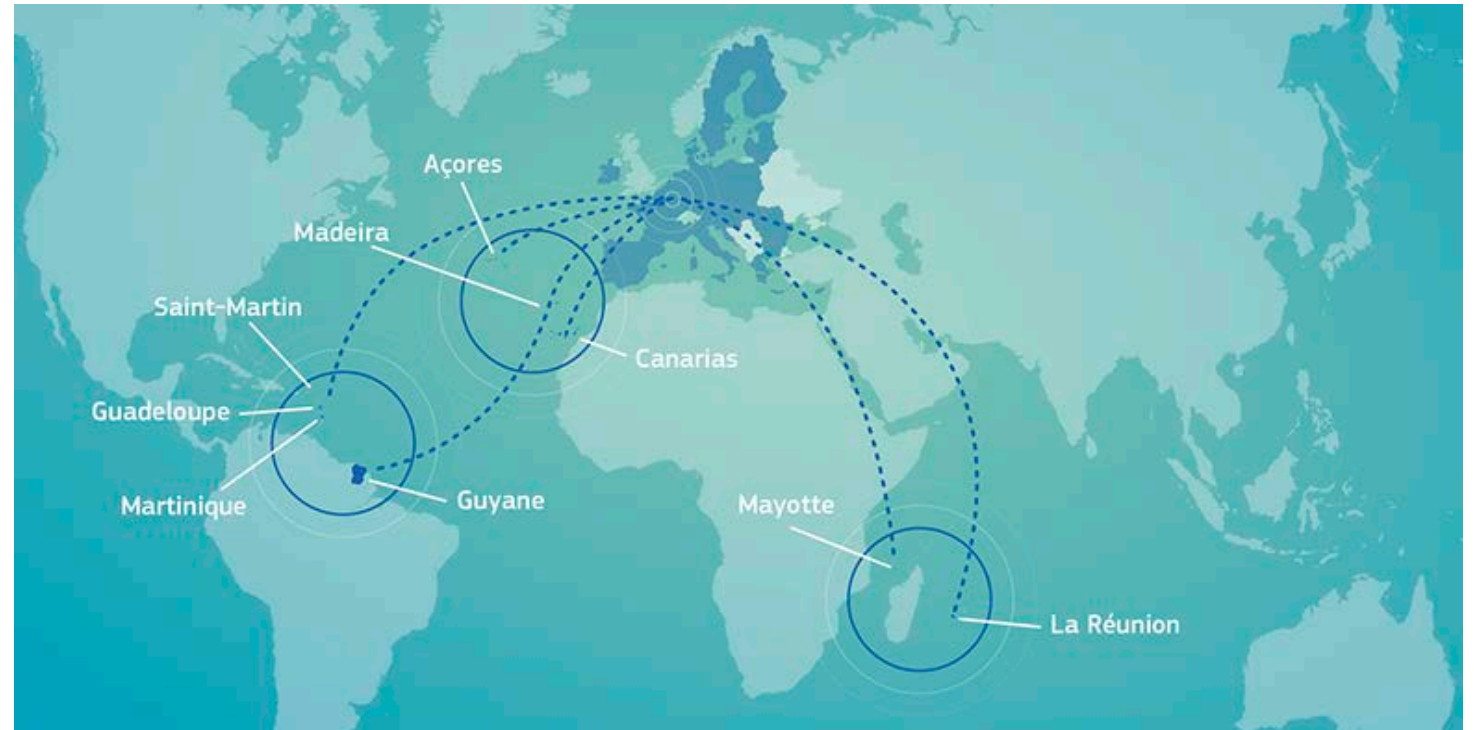 Açores
Madeira
Saint-Martin
Canarias
Guadeloupe
Martinique
Guyane
Mayotte
La Réunion